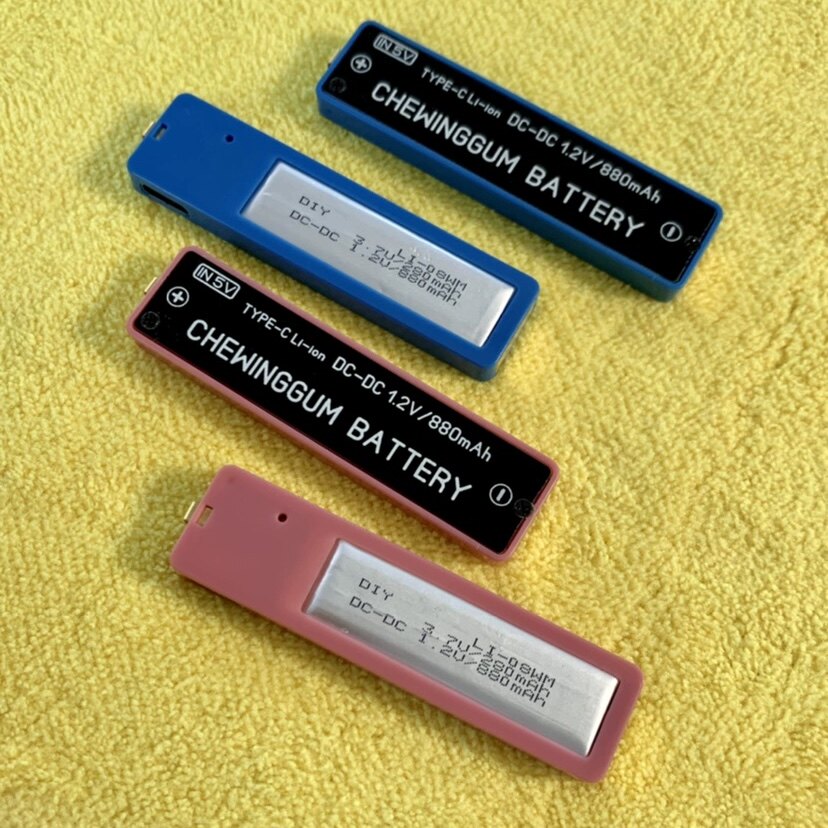 IN 5V
+ TYPE-C Li-ion DC-DC 1.2V/880mAh
CHEWINGGUM BATTERY -
DIY LI-08WM
3.7V/280mAh
DC-DC 1.2V/880mAh
IN 5V
+ TYPE-C Li-ion DC-DC 1.2V/880mAh
CHEWINGGUM BATTERY -
DIY LI-08WM
3.7V/280mAh
DC-DC 1.2V/880mAh